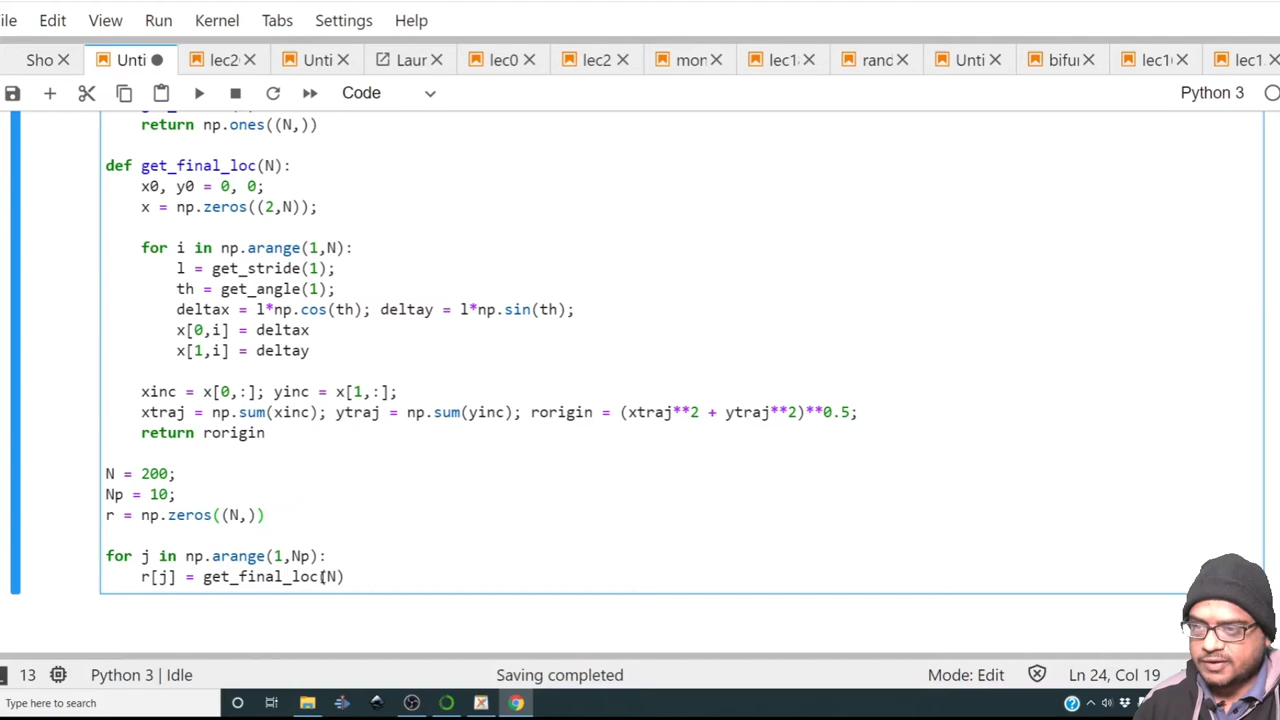 ile Edit View Run Kernel Tabs Settings Help
Sho Unti lec2 Unti Laur lec0 lec2 mor lec1 rand Unti bifu lec1 lec1
Code Python 3
return np.ones((N,))
def get_final_loc(N):
x0, y0 = 0, 0;
x = np.zeros((2,N));
for i in np.arange(1,N):
l = get_stride(1);
th = get_angle(1);
deltax = l*np.cos(th); deltay = l*np.sin(th);
x[0,i] = deltax
x[1,i] = deltay
xinc = x[0,:]; yinc = x[1,:];
xtraj = np.sum(xinc); ytraj = np.sum(yinc); rorigin = (xtraj**2 + ytraj**2)**0.5;
return rorigin
N = 200;
Np = 10;
r = np.zeros((N,))
for j in np.arange(1,Np):
r[j] = get_final_loc(N)
13 Python 3 | Idle Saving completed Mode: Edit Ln 24, Col 19
Type here to search